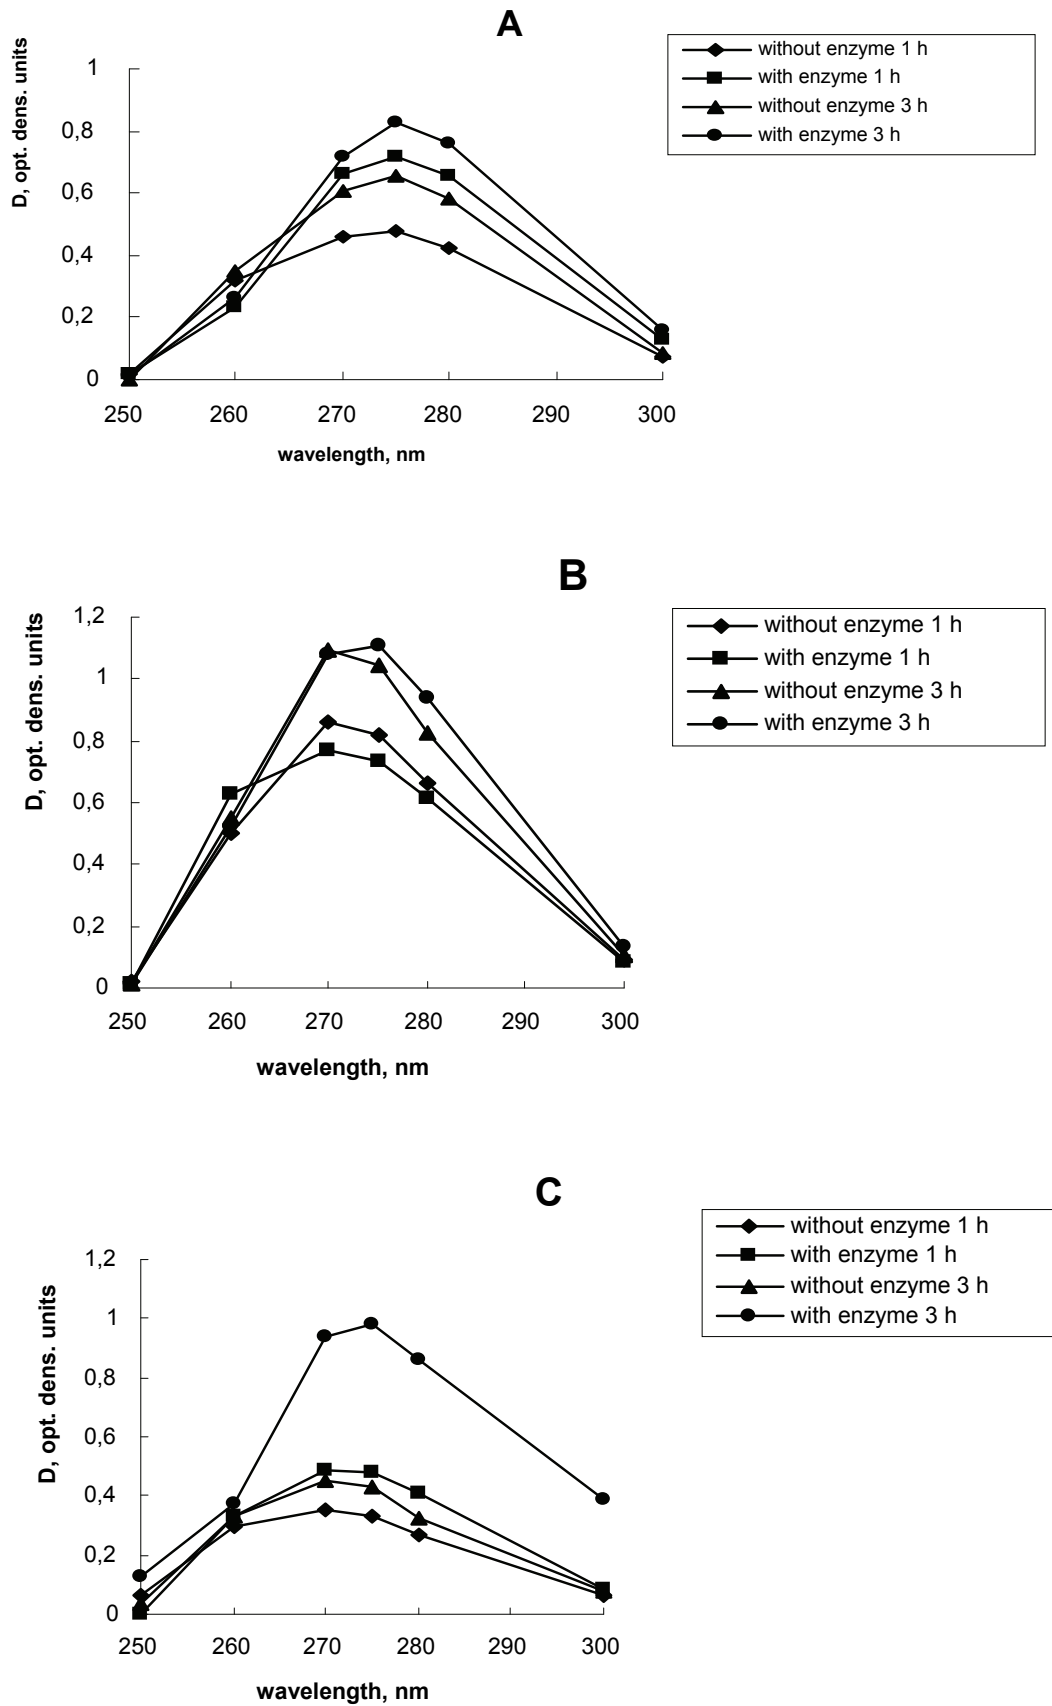 A
without enzyme 1 h
with enzyme 1 h
without enzyme 3 h
with enzyme 3 h
D, opt. dens. units
1
0,8
0,6
0,4
0,2
0
250 260 270 280 290 300
wavelength, nm
B
without enzyme 1 h
with enzyme 1 h
without enzyme 3 h
with enzyme 3 h
D, opt. dens. units
1,2
1
0,8
0,6
0,4
0,2
0
250 260 270 280 290 300
wavelength, nm
C
without enzyme 1 h
with enzyme 1 h
without enzyme 3 h
with enzyme 3 h
D, opt. dens. units
1,2
1
0,8
0,6
0,4
0,2
0
250 260 270 280 290 300
wavelength, nm